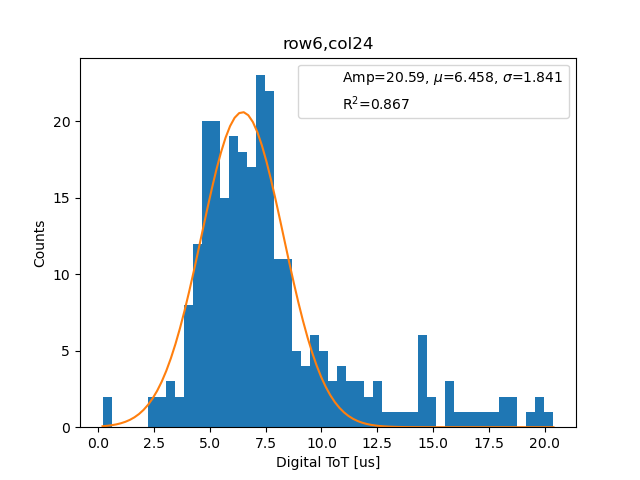 row6,col24
Amp=20.59, μ=6.458, σ=1.841
R²=0.867
Counts
20
15
10
5
0
0.0 2.5 5.0 7.5 10.0 12.5 15.0 17.5 20.0
Digital ToT [us]